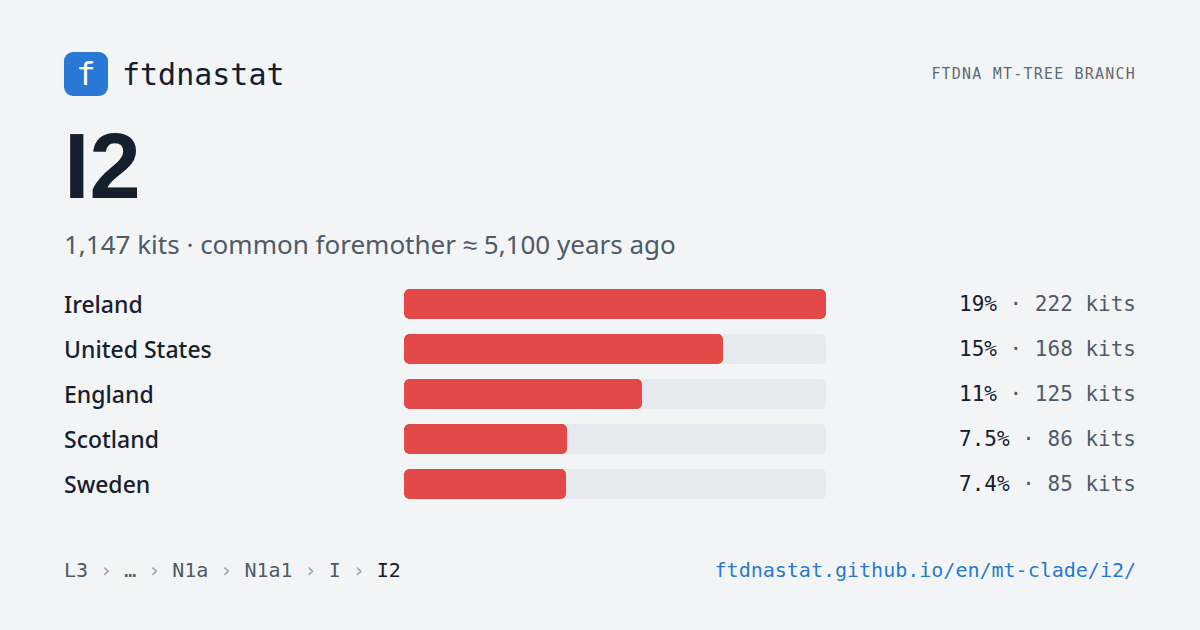 f ftdnastat
FTDNA MT-TREE BRANCH
I2
1,147 kits · common foremother ≈ 5,100 years ago
Ireland 19% · 222 kits
United States 15% · 168 kits
England 11% · 125 kits
Scotland 7.5% · 86 kits
Sweden 7.4% · 85 kits
L3 › … › N1a › N1a1 › I › I2
ftdnastat.github.io/en/mt-clade/i2/